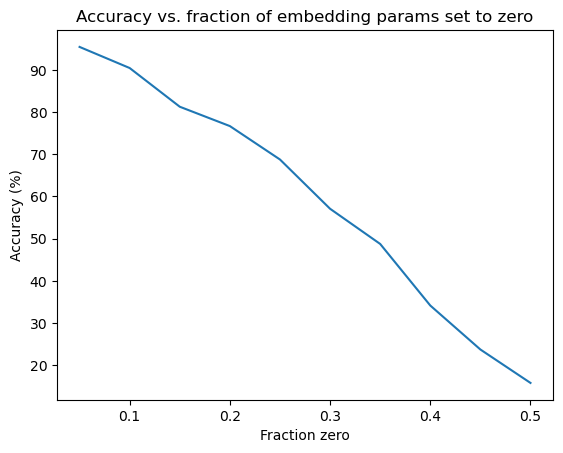 Accuracy vs. fraction of embedding params set to zero
Accuracy (%)
90
80
70
60
50
40
30
20
0.1 0.2 0.3 0.4 0.5
Fraction zero